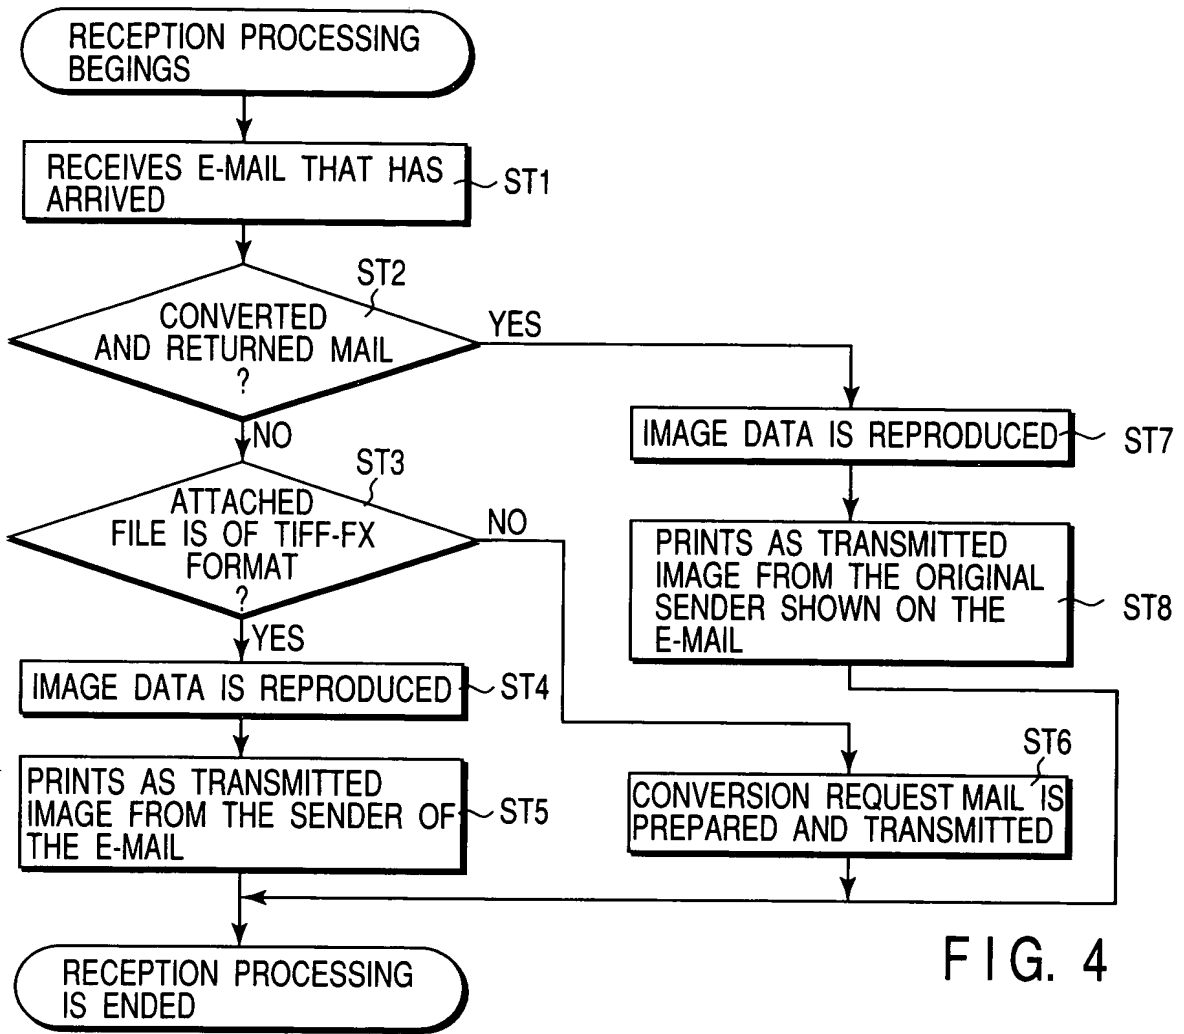 RECEPTION PROCESSING
BEGINGS
RECEIVES E-MAIL THAT HAS
ARRIVED
ST1
ST2
CONVERTED
AND RETURNED MAIL
?
YES
NO
ST3
ATTACHED
FILE IS OF TIFF-FX
FORMAT
?
NO
YES
IMAGE DATA IS REPRODUCED
ST4
PRINTS AS TRANSMITTED
IMAGE FROM THE SENDER OF
THE E-MAIL
ST5
IMAGE DATA IS REPRODUCED
ST7
PRINTS AS TRANSMITTED
IMAGE FROM THE ORIGINAL
SENDER SHOWN ON THE
E-MAIL
ST8
ST6
CONVERSION REQUEST MAIL IS
PREPARED AND TRANSMITTED
RECEPTION PROCESSING
IS ENDED
FIG. 4